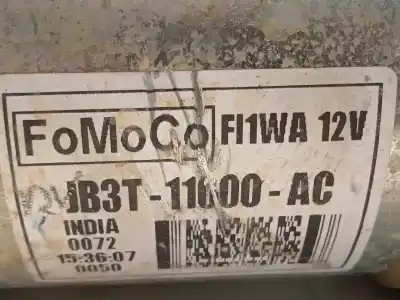 FoMoCo FI1WA 12V
JB3T-11000-AC
INDIA
0072
15:36:07
0050